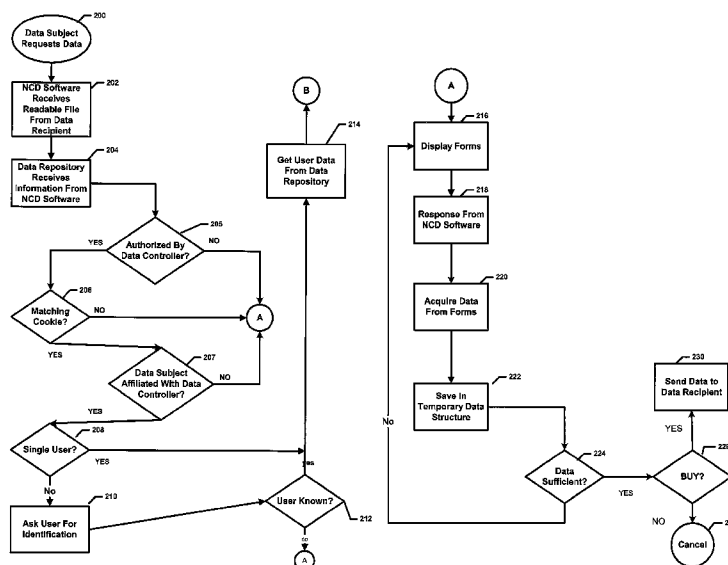 200
Data Subject
Requests Data
202
NCD Software
Receives
Readable File
From Data
Recipient
204
Data Repository
Receives
Information From
NCD Software
205
Authorized By
Data Controller?
YES
NO
206
Matching
Cookie?
NO
YES
A
207
Data Subject
Affiliated With Data
Controller?
NO
YES
208
Single User?
YES
No
210
Ask User For
Identification
B
214
Get User Data
From Data
Repository
yes
User Known?
212
no
A
A
216
Display Forms
218
Response From
NCD Software
220
Acquire Data
From Forms
222
Save In
Temporary Data
Structure
No
224
Data
Sufficient?
YES
230
Send Data to
Data Recipient
YES
BUY?
NO
Cancel